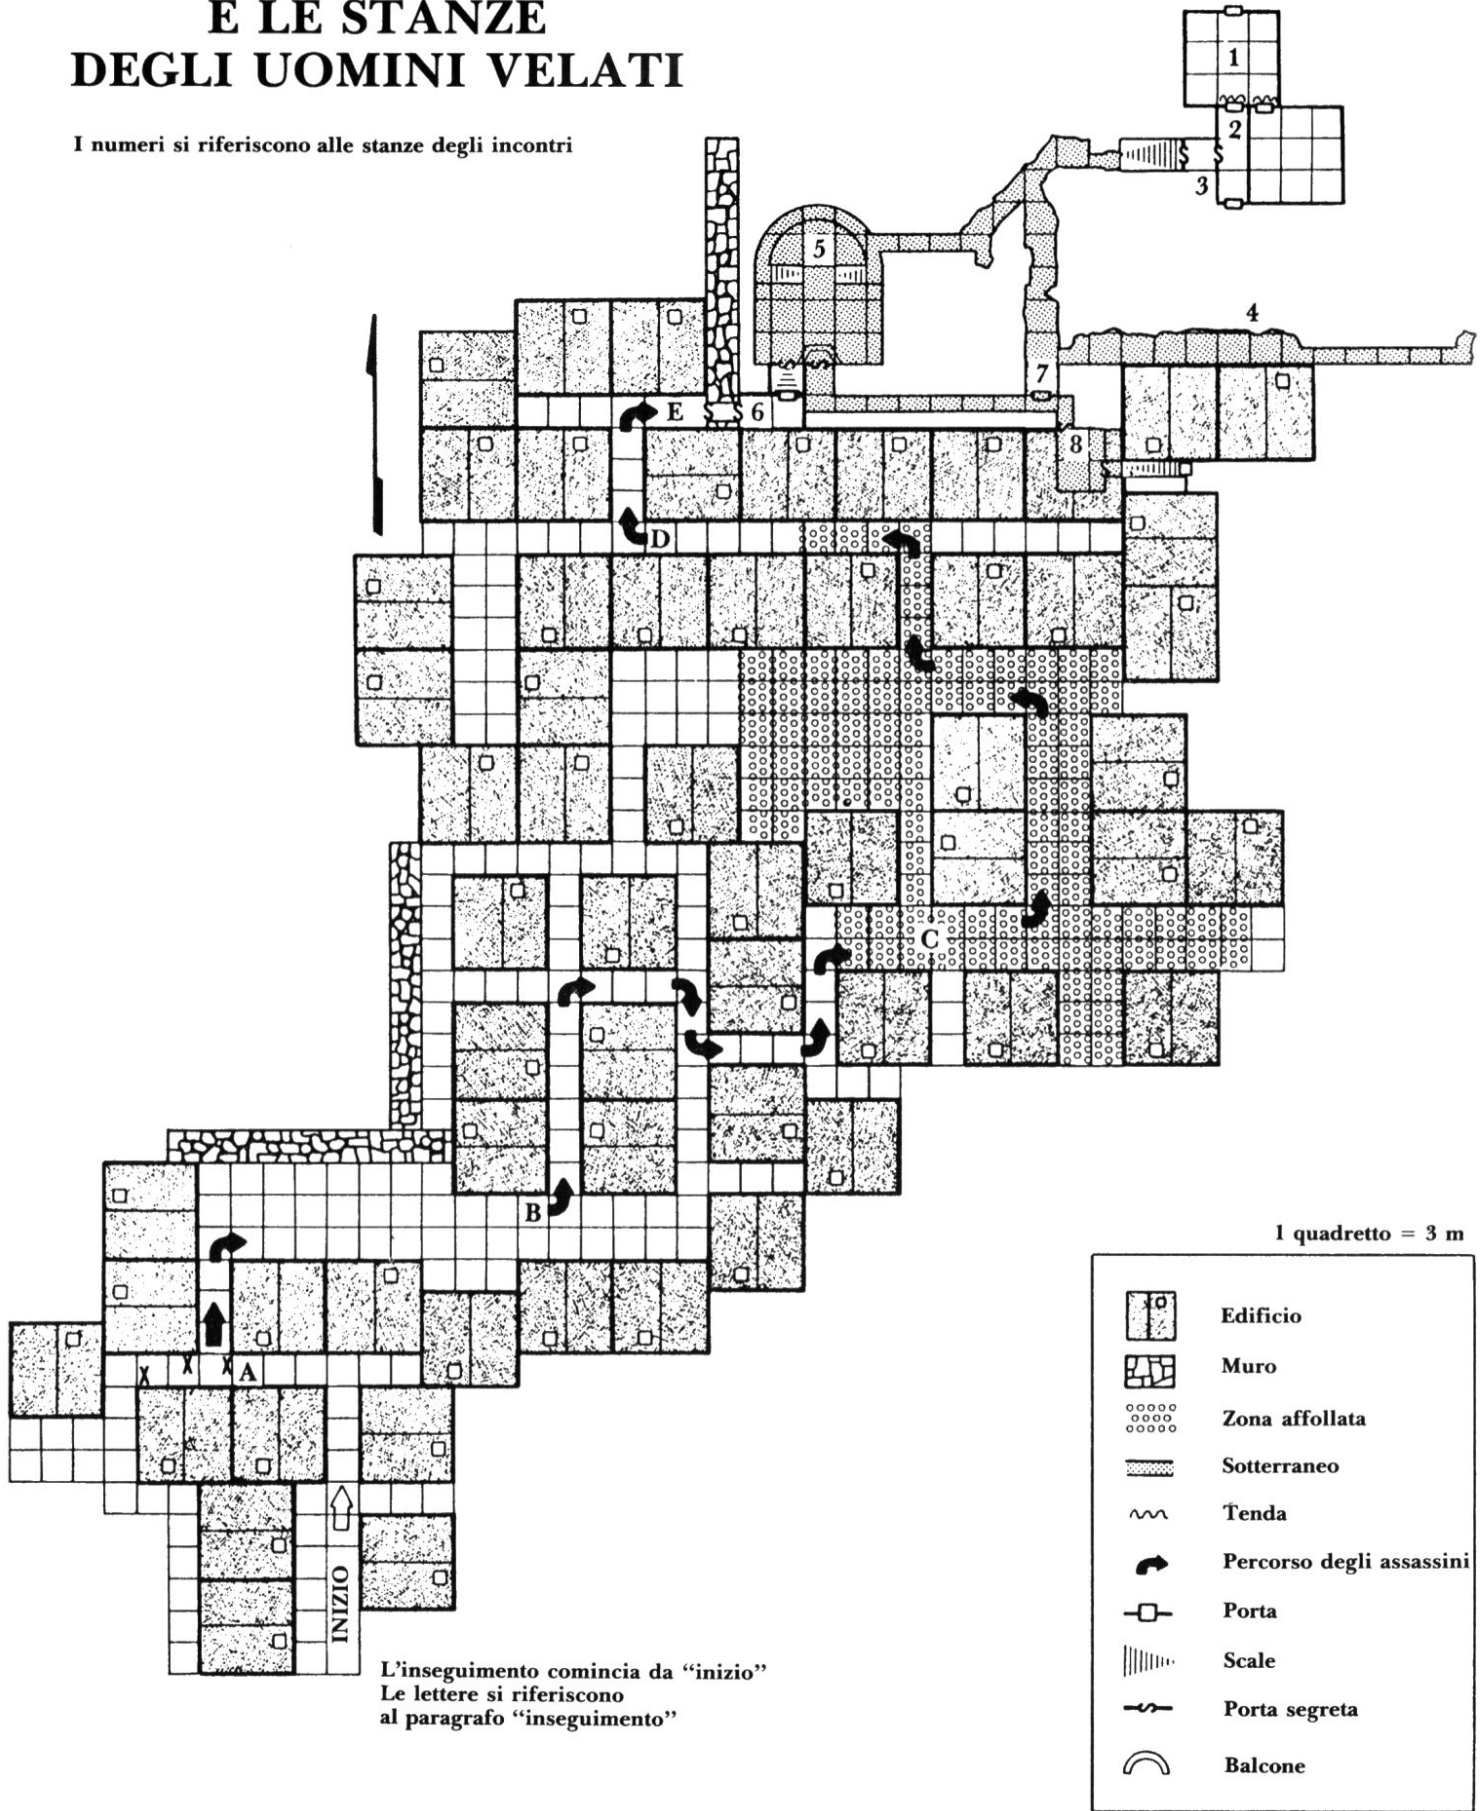 E LE STANZE
DEGLI UOMINI VELATI
I numeri si riferiscono alle stanze degli incontri
1
2
3
5
4
7
E
6
8
D
C
B
A
INIZIO
L'inseguimento comincia da “inizio”
Le lettere si riferiscono
al paragrafo “inseguimento”
1 quadretto = 3 m
Edificio
Muro
Zona affollata
Sotterraneo
Tenda
Percorso degli assassini
Porta
Scale
Porta segreta
Balcone